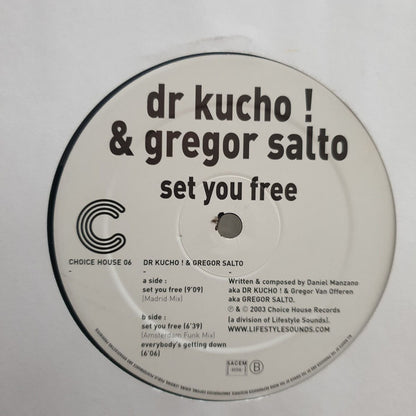 dr kucho !
& gregor salto
set you free
CHOICE HOUSE 06
DR KUCHO ! & GREGOR SALTO
a side :
set you free (9'09)
(Madrid Mix)
b side :
set you free (6'39)
(Amsterdam Funk Mix)
everybody's getting down
(6'06)
Written & composed by Daniel Manzano
aka DR KUCHO ! & Gregor Van Offeren
aka GREGOR SALTO.
℗ & © 2003 Choice House Records
(a division of Lifestyle Sounds).
WWW.LIFESTYLESOUNDS.COM
SACEM
B